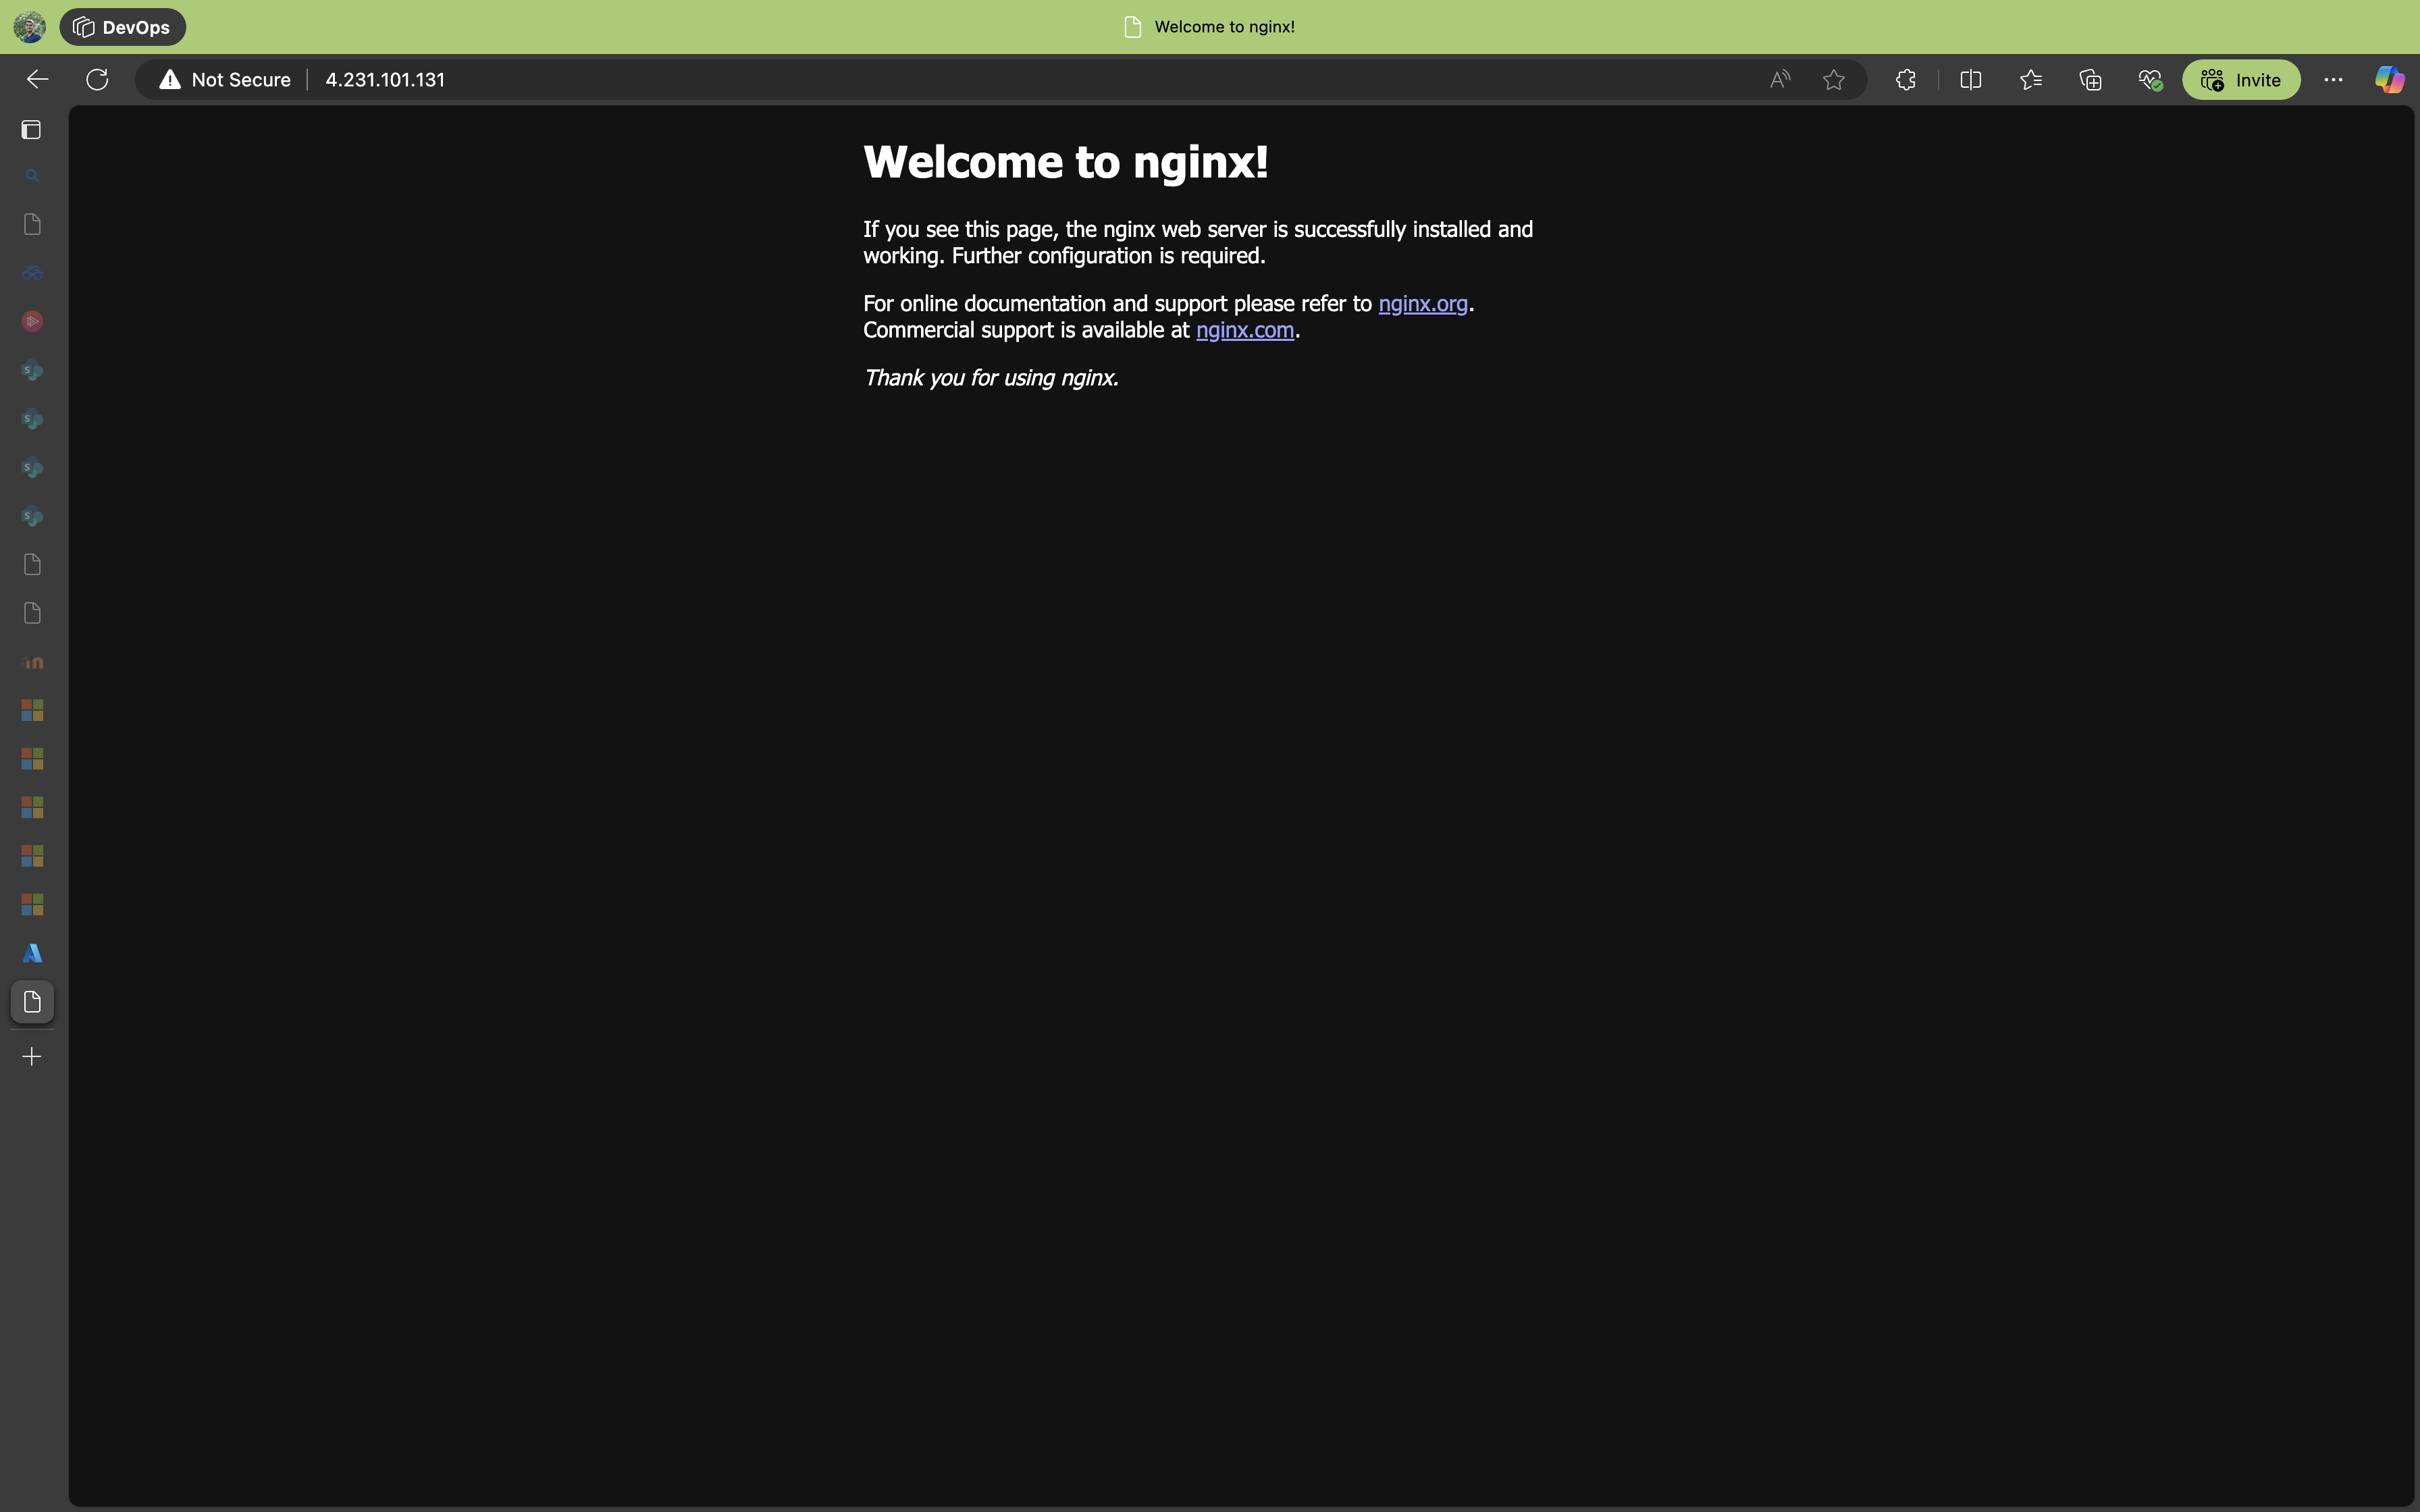 DevOps
Welcome to nginx!
Not Secure
4.231.101.131
Invite
Welcome to nginx!
If you see this page, the nginx web server is successfully installed and
working. Further configuration is required.
For online documentation and support please refer to nginx.org.
Commercial support is available at nginx.com.
Thank you for using nginx.